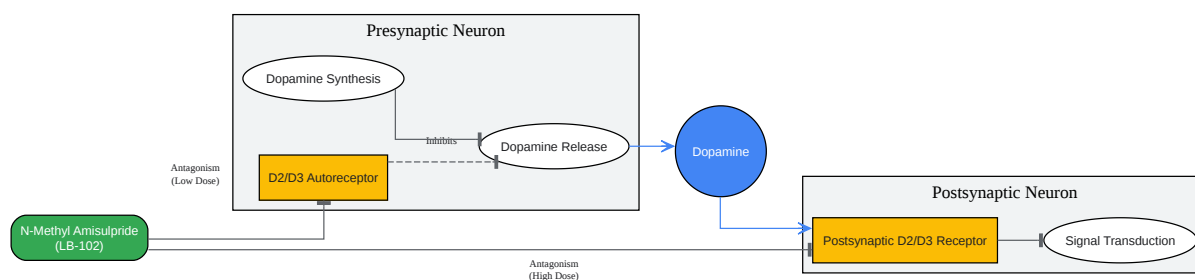 Presynaptic Neuron
Dopamine Synthesis
Inhibits
Dopamine Release
Dopamine
Antagonism
(Low Dose)
D2/D3 Autoreceptor
Postsynaptic Neuron
N-Methyl Amisulpride
(LB-102)
Postsynaptic D2/D3 Receptor
Signal Transduction
Antagonism
(High Dose)